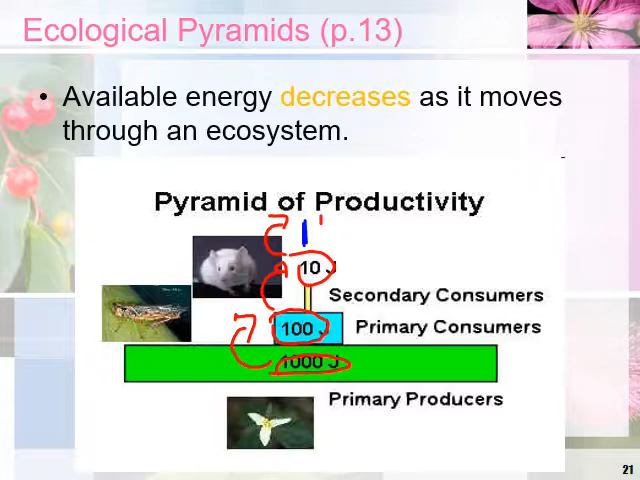 Ecological Pyramids (p.13)
• Available energy decreases as it moves
through an ecosystem.
Pyramid of Productivity
10 J
Secondary Consumers
100 J
Primary Consumers
1000 J
Primary Producers
21